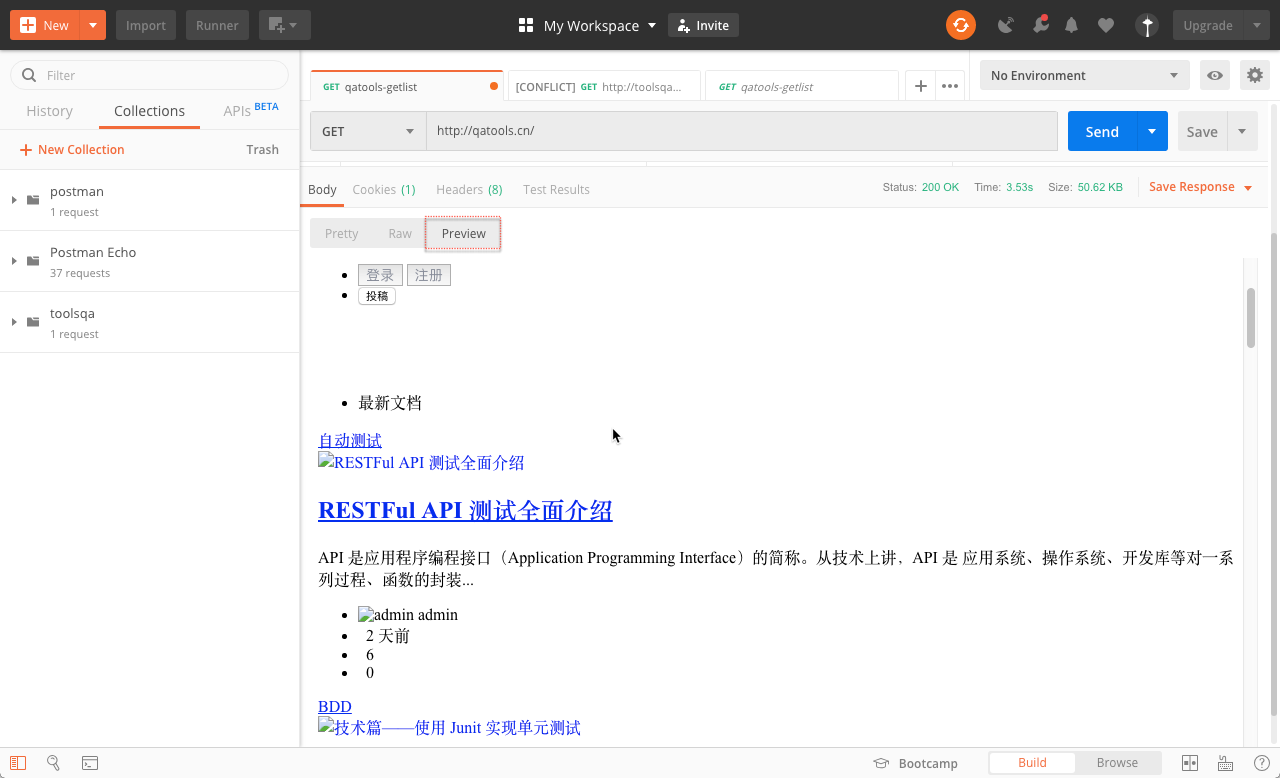 New
Import
Runner
My Workspace
Invite
Upgrade
Filter
History
Collections
APIs
BETA
New Collection
Trash
postman
1 request
Postman Echo
37 requests
toolsqa
1 request
GET qatools-getlist
[CONFLICT] GET http://toolsqa...
GET qatools-getlist
No Environment
GET
http://qatools.cn/
Send
Save
Body
Cookies (1)
Headers (8)
Test Results
Status: 200 OK
Time: 3.53s
Size: 50.62 KB
Save Response
Pretty
Raw
Preview
登录 注册
投稿
最新文档
自动测试
RESTFul API 测试全面介绍
RESTFul API 测试全面介绍
API 是应用程序编程接口（Application Programming Interface）的简称。从技术上讲，API 是 应用系统、操作系统、开发库等对一系
列过程、函数的封装...
admin admin
2 天前
6
0
BDD
技术篇——使用 Junit 实现单元测试
Bootcamp
Build
Browse